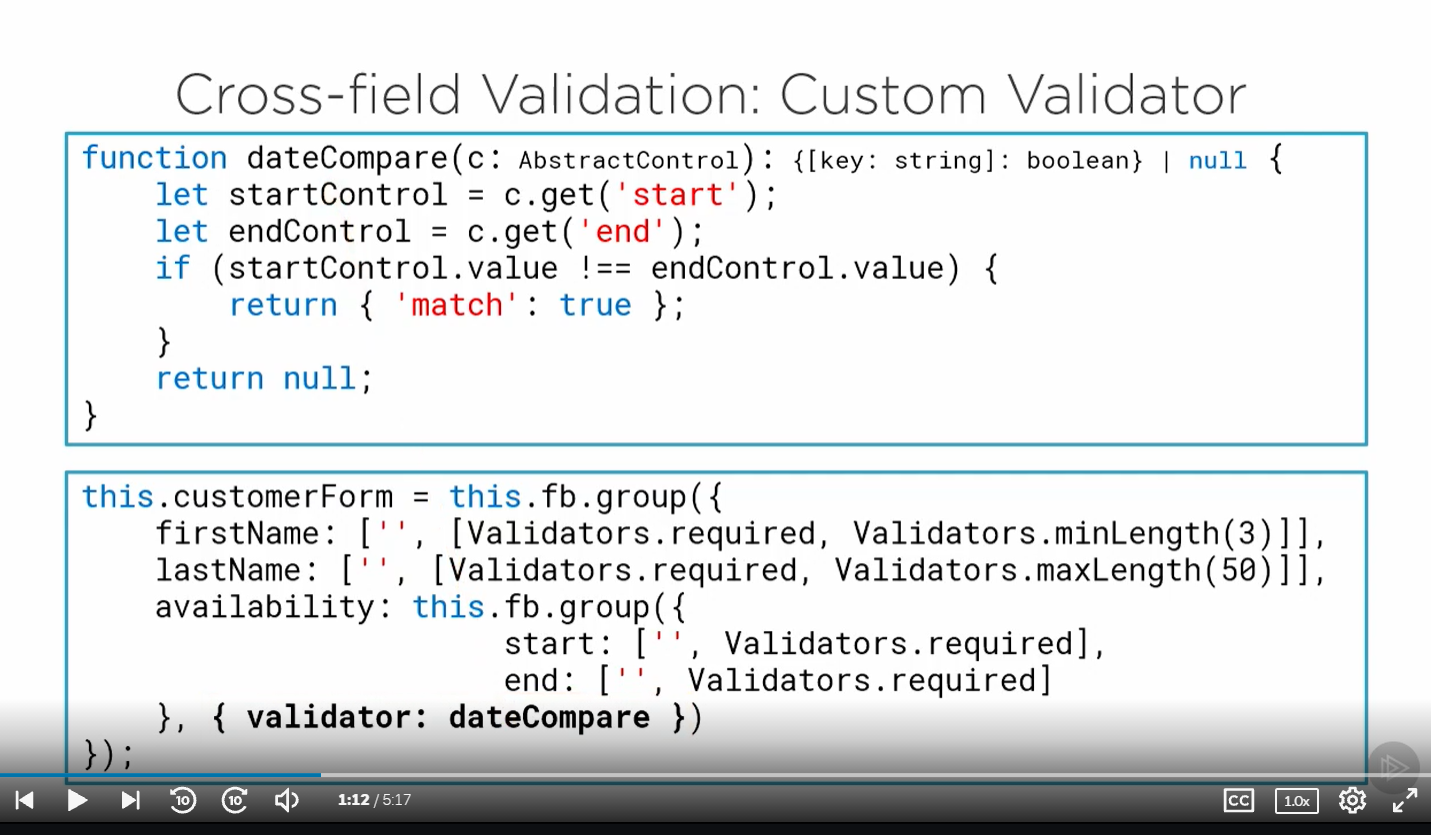 Cross-field Validation: Custom Validator
function dateCompare(c: AbstractControl): {[key: string]: boolean} | null {
    let startControl = c.get('start');
    let endControl = c.get('end');
    if (startControl.value !== endControl.value) {
        return { 'match': true };
    }
    return null;
}
this.customerForm = this.fb.group({
    firstName: ['', [Validators.required, Validators.minLength(3)]],
    lastName: ['', [Validators.required, Validators.maxLength(50)]],
    availability: this.fb.group({
                       start: ['', Validators.required],
                       end: ['', Validators.required]
    }, { validator: dateCompare })
});
10 10 1:12 / 5:17 CC 1.0x